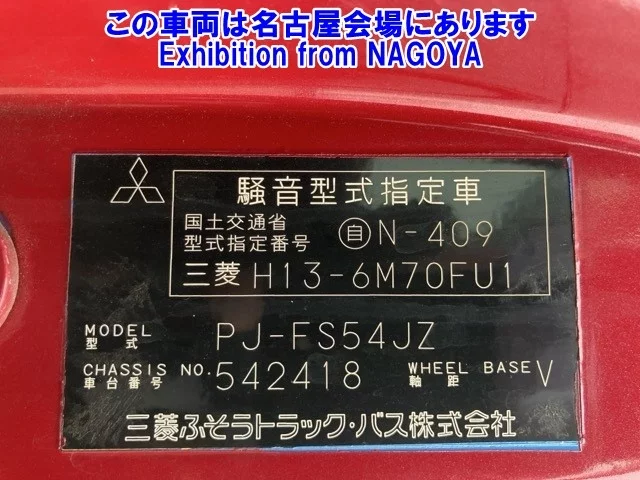 この車両は名古屋会場にあります
Exhibition from NAGOYA
騒音型式指定車
国土交通省
型式指定番号 自N-409
三菱 H13-6M70FU1
MODEL
型式 PJ-FS54JZ
CHASSIS NO.
車台番号 542418 WHEEL BASE
軸距 V
三菱ふそうトラック・バス株式会社